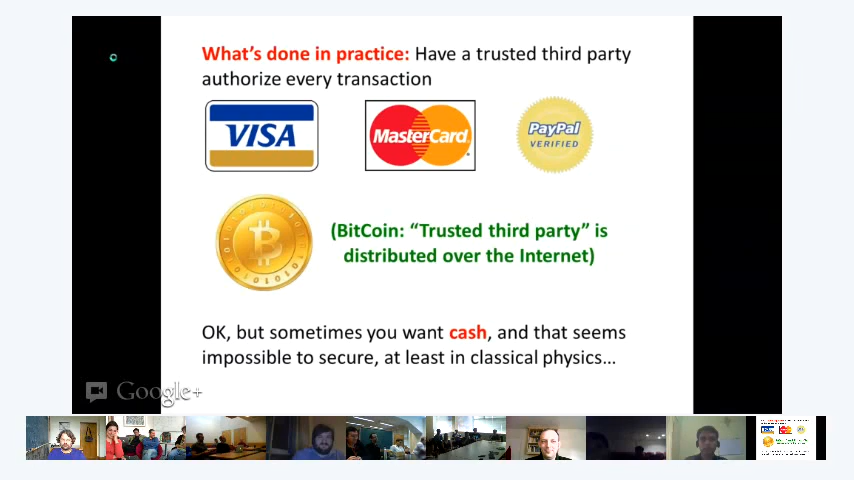 What's done in practice: Have a trusted third party
authorize every transaction
VISA
MasterCard
PayPal
VERIFIED
(BitCoin: “Trusted third party” is
distributed over the Internet)
OK, but sometimes you want cash, and that seems
impossible to secure, at least in classical physics…
Google+